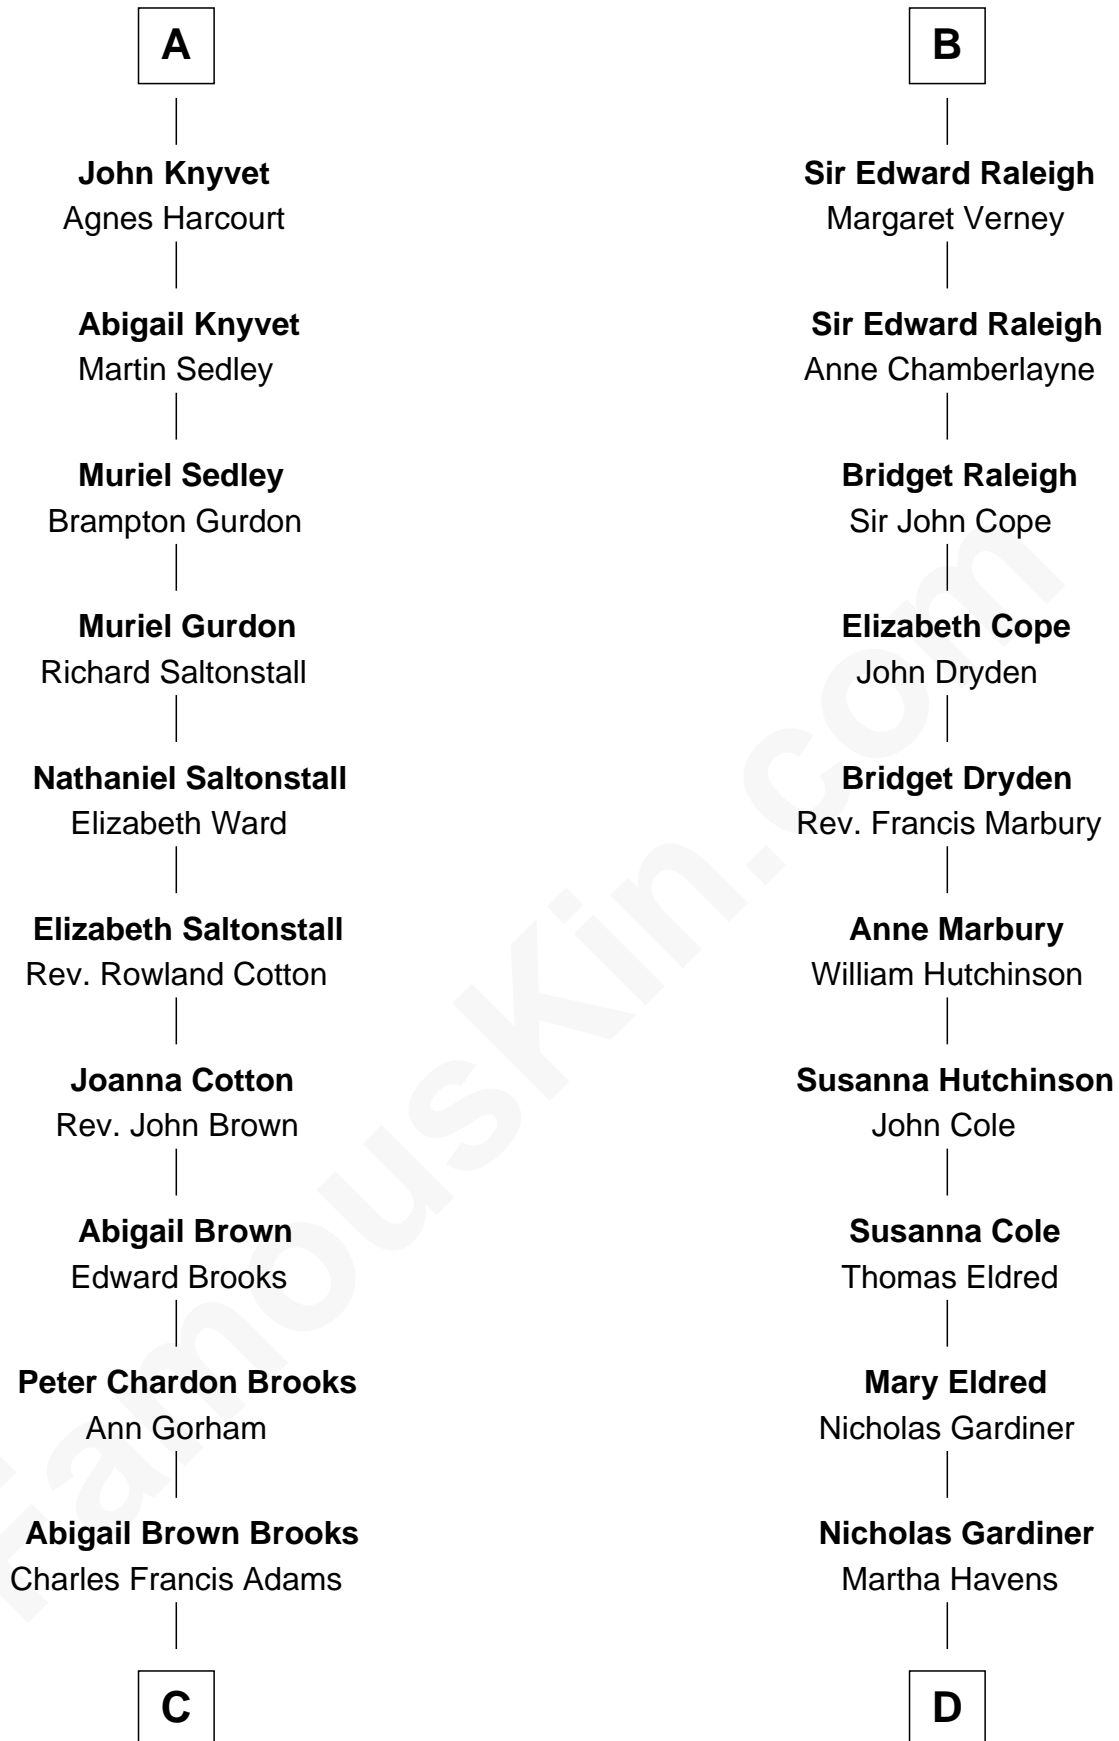 A
John Knyvet
Agnes Harcourt
Abigail Knyvet
Martin Sedley
Muriel Sedley
Brampton Gurdon
Muriel Gurdon
Richard Saltonstall
Nathaniel Saltonstall
Elizabeth Ward
Elizabeth Saltonstall
Rev. Rowland Cotton
Joanna Cotton
Rev. John Brown
Abigail Brown
Edward Brooks
Peter Chardon Brooks
Ann Gorham
Abigail Brown Brooks
Charles Francis Adams
C
B
Sir Edward Raleigh
Margaret Verney
Sir Edward Raleigh
Anne Chamberlayne
Bridget Raleigh
Sir John Cope
Elizabeth Cope
John Dryden
Bridget Dryden
Rev. Francis Marbury
Anne Marbury
William Hutchinson
Susanna Hutchinson
John Cole
Susanna Cole
Thomas Eldred
Mary Eldred
Nicholas Gardiner
Nicholas Gardiner
Martha Havens
D
FamousKin.com